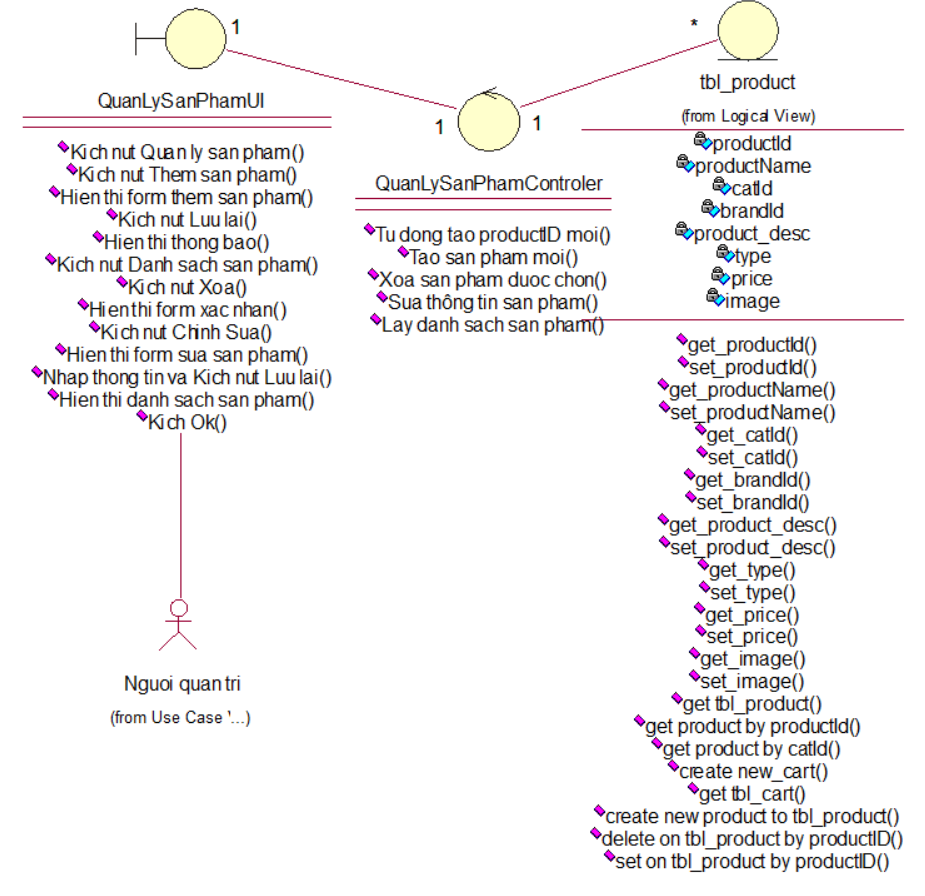 1
QuanLySanPhamUI
Kich nut Quan ly san pham()
Kich nut Them san pham()
Hien thi form them san pham()
Kich nut Luu lai()
Hien thi thong bao()
Kich nut Danh sach san pham()
Kich nut Xoa()
Hien thi form xac nhan()
Kich nut Chinh Sua()
Hien thi form sua san pham()
Nhap thong tin va Kich nut Luu lai()
Hien thi danh sach san pham()
Kich Ok()
Nguoi quan tri
(from Use Case '...)
1
1
QuanLySanPhamControler
Tu dong tao productID moi()
Tao san pham moi()
Xoa san pham duoc chon()
Sua thông tin san pham()
Lay danh sach san pham()
*
tbl_product
(from Logical View)
productId
productName
catId
brandId
product_desc
type
price
image
get_productId()
set_productId()
get_productName()
set_productName()
get_catId()
set_catId()
get_brandId()
set_brandId()
get_product_desc()
set_product_desc()
get_type()
set_type()
get_price()
set_price()
get_image()
set_image()
get tbl_product()
get product by productId()
get product by catId()
create new_cart()
get tbl_cart()
create new product to tbl_product()
delete on tbl_product by productID()
set on tbl_product by productID()